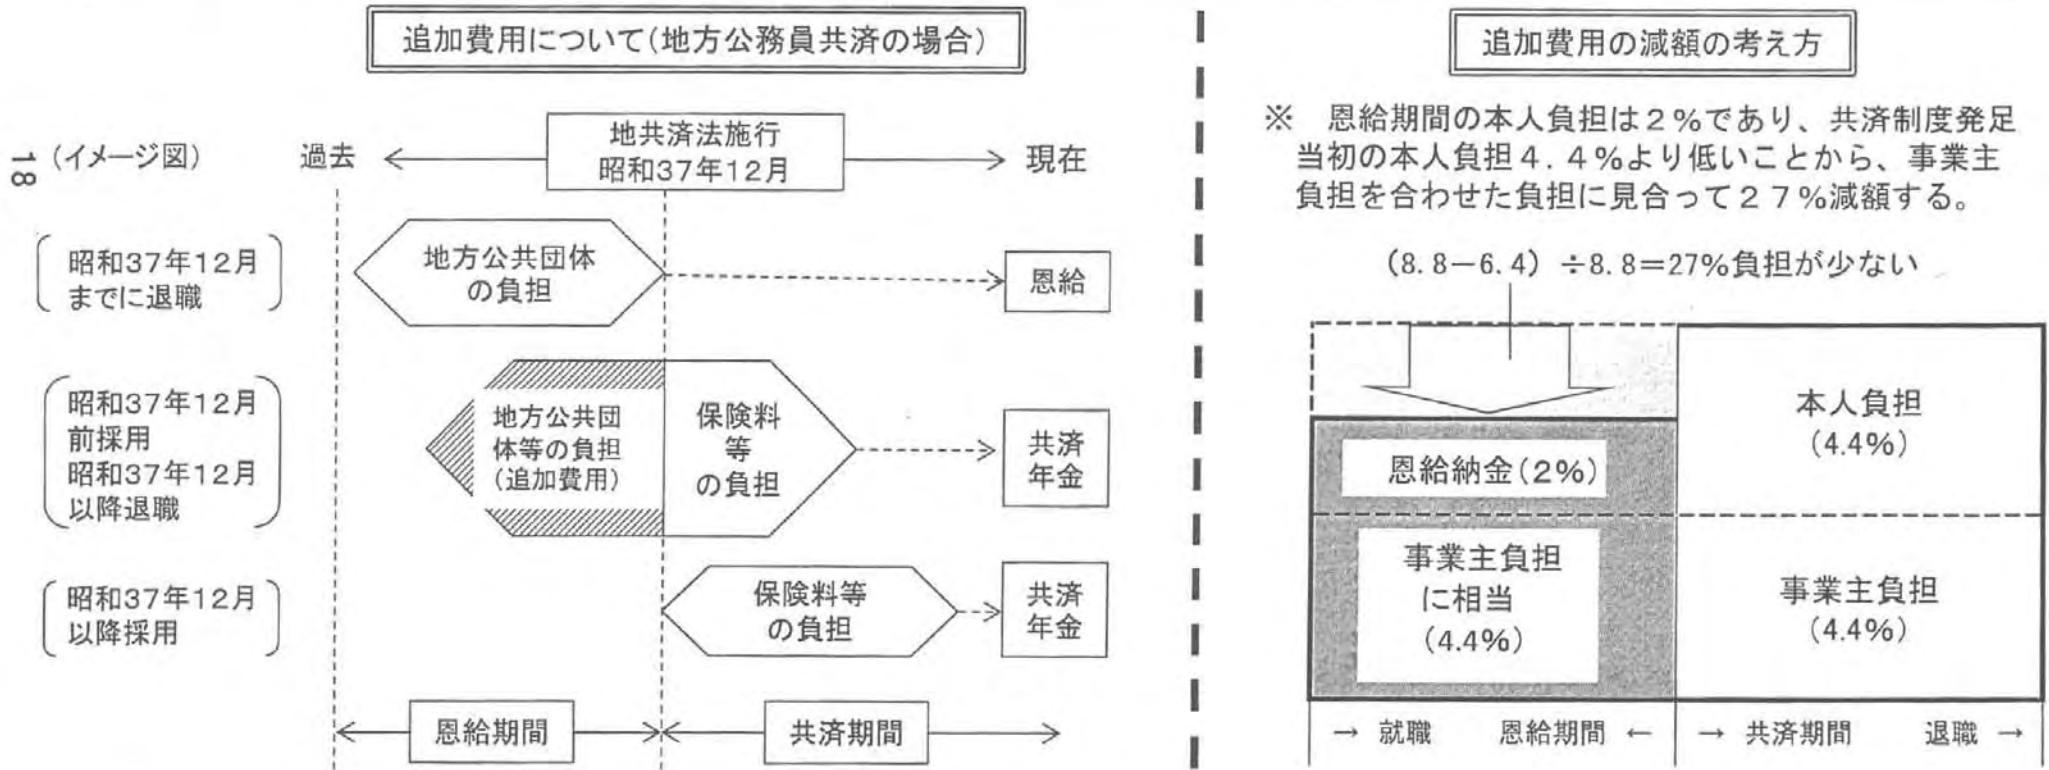 追加費用について(地方公務員共済の場合)
18
(イメージ図)
過去
地共済法施行
昭和37年12月
現在
昭和37年12月
までに退職
地方公共団体
の負担
恩給
昭和37年12月
前採用
昭和37年12月
以降退職
地方公共団
体等の負担
(追加費用)
保険料
等
の負担
共済
年金
昭和37年12月
以降採用
保険料等
の負担
共済
年金
恩給期間
共済期間
追加費用の減額の考え方
※ 恩給期間の本人負担は2%であり、共済制度発足
当初の本人負担4.4%より低いことから、事業主
負担を合わせた負担に見合って27%減額する。
(8.8-6.4)÷8.8=27%負担が少ない
恩給納金(2%)
本人負担
(4.4%)
事業主負担
に相当
(4.4%)
事業主負担
(4.4%)
→ 就職 恩給期間 ← → 共済期間 退職 →